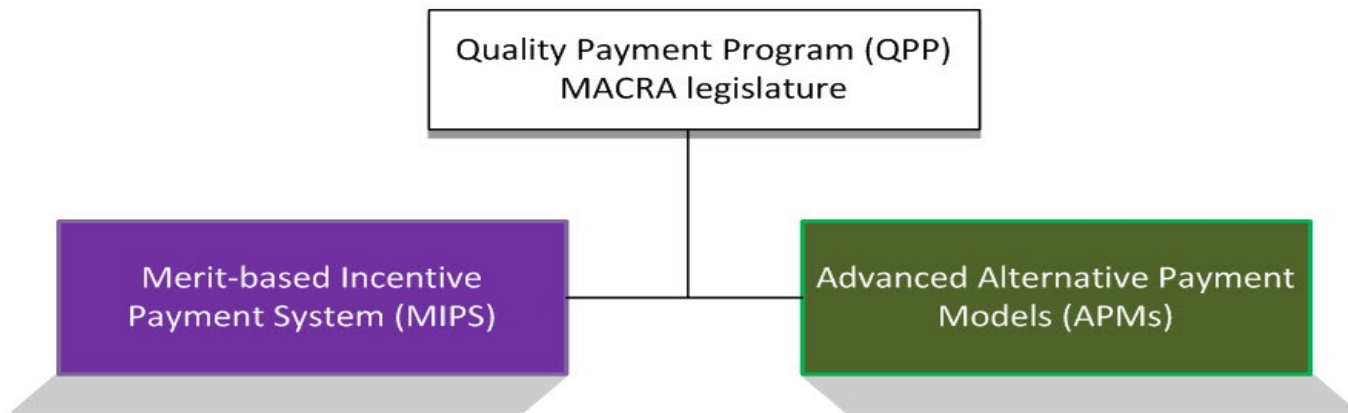 Quality Payment Program (QPP)
MACRA legislature
Merit-based Incentive
Payment System (MIPS)
Advanced Alternative Payment
Models (APMs)